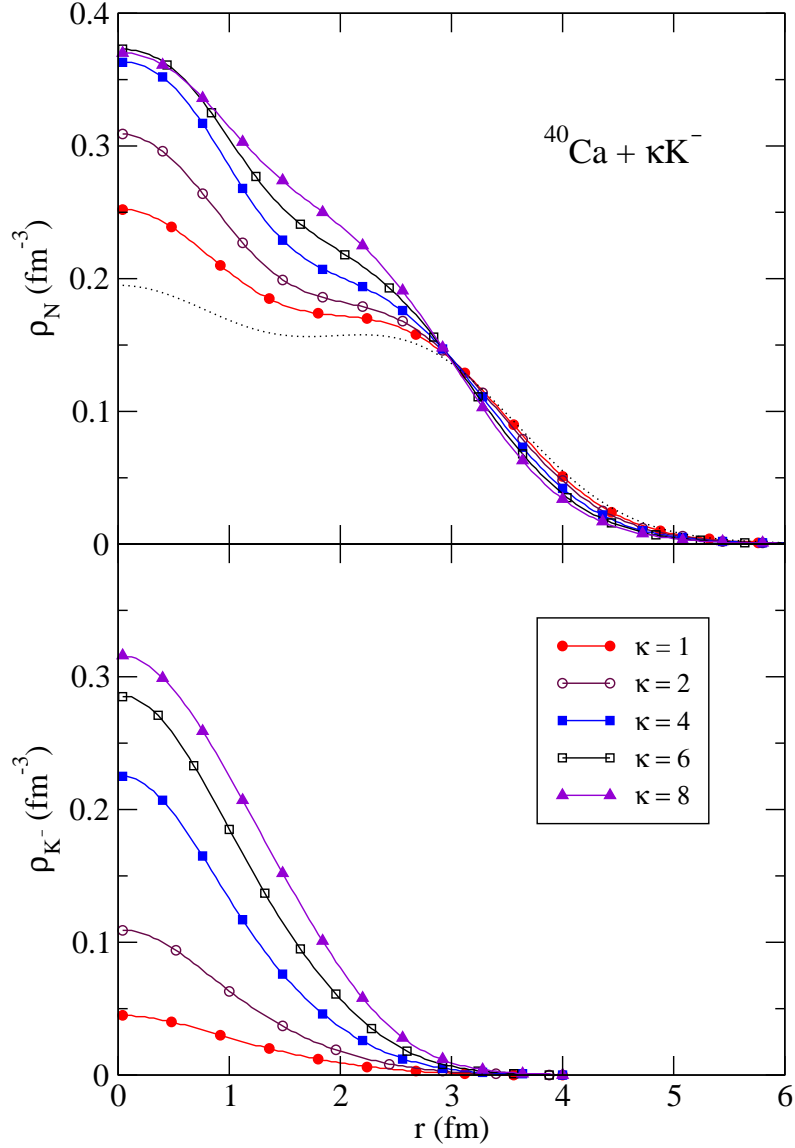 0.4
0.3
0.2
0.1
0
ρN (fm-3)
40Ca + κK-
0.3
0.2
0.1
0
ρK- (fm-3)
κ = 1
κ = 2
κ = 4
κ = 6
κ = 8
0 1 2 3 4 5 6
r (fm)